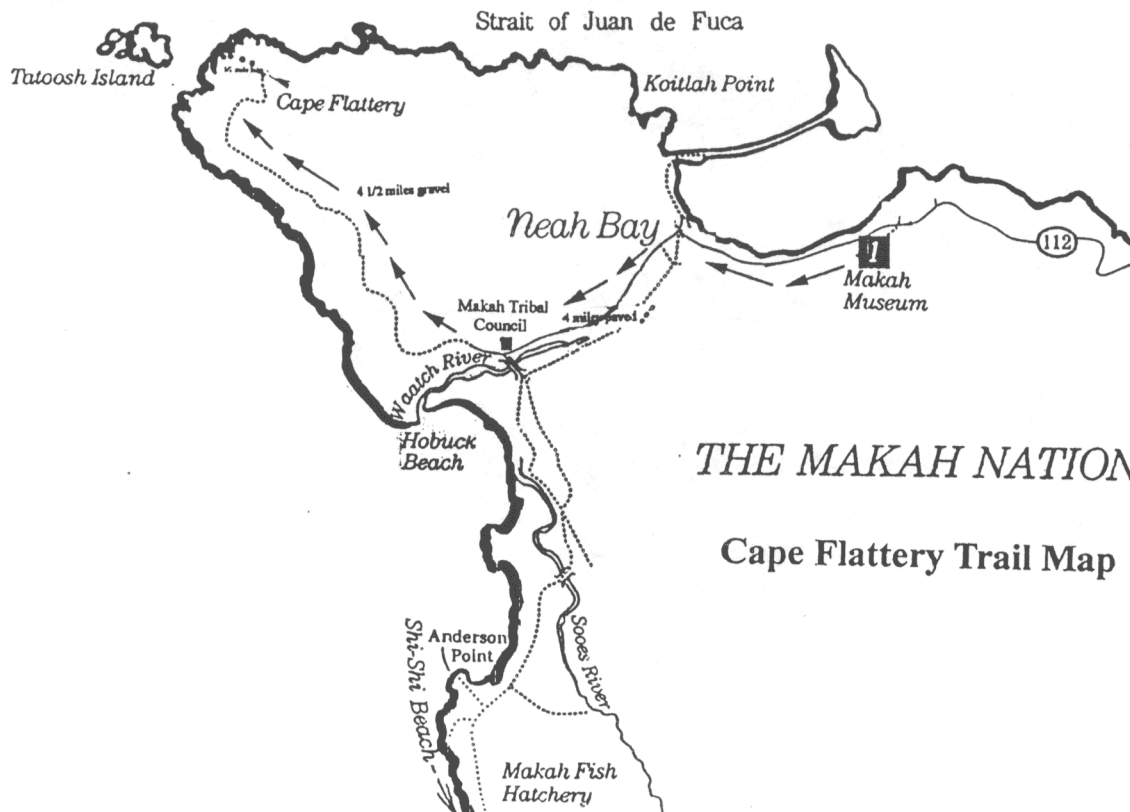 Strait of Juan de Fuca
Tatoosh Island
Koitlah Point
Cape Flattery
4 1/2 miles gravel
Neah Bay
112
1
Makah
Museum
Makah Tribal
Council
4 miles paved
Waatch River
Hobuck
Beach
THE MAKAH NATION
Cape Flattery Trail Map
Anderson
Point
Shi-Shi Beach
Sooes River
Makah Fish
Hatchery